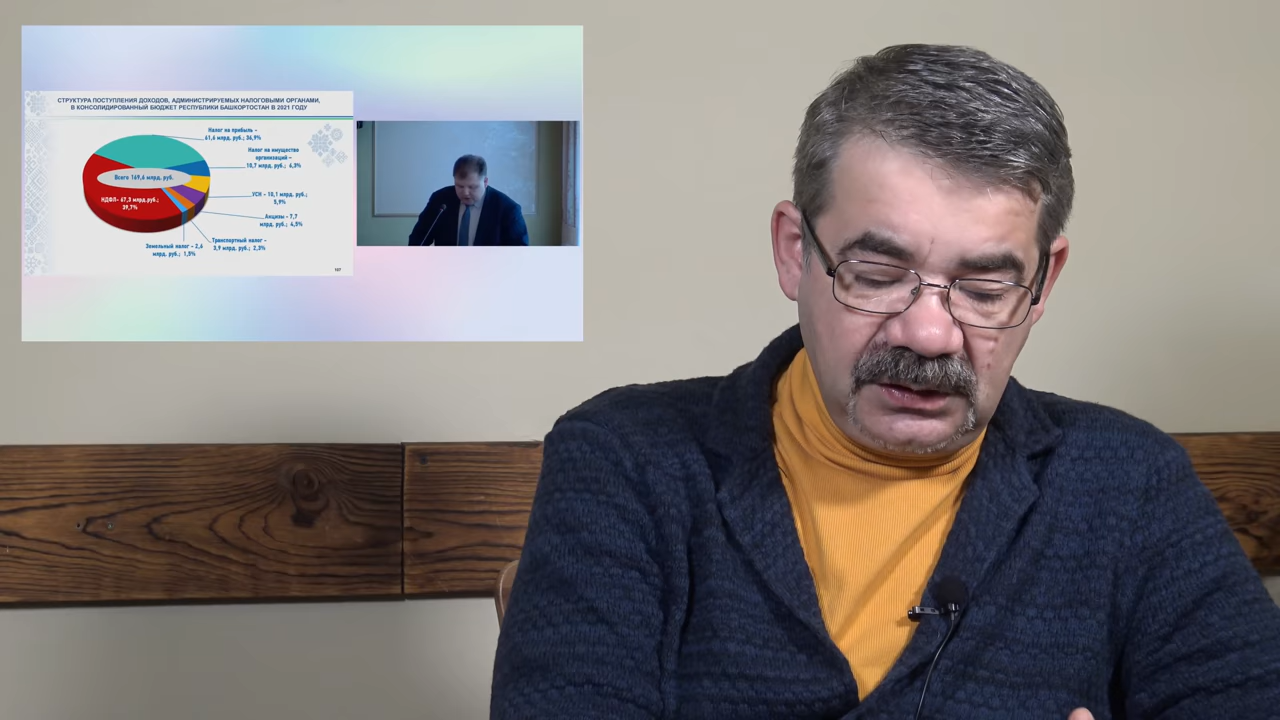 СТРУКТУРА ПОСТУПЛЕНИЯ ДОХОДОВ, АДМИНИСТРИРУЕМЫХ НАЛОГОВЫМИ ОРГАНАМИ,
В КОНСОЛИДИРОВАННЫЙ БЮДЖЕТ РЕСПУБЛИКИ БАШКОРТОСТАН В 2021 ГОДУ
Налог на прибыль –
61,6 млрд. руб.; 36,9%
Налог на имущество
организаций –
10,7 млрд. руб.; 6,3%
Всего 169,6 млрд. руб.
УСН – 10,1 млрд. руб.;
5,9%
НДФЛ- 67,3 млрд.руб.;
39,7%
Акцизы – 7,7
млрд. руб.; 4,5%
Транспортный налог –
3,9 млрд. руб.; 2,3%
Земельный налог – 2,6
млрд. руб.; 1,5%
107